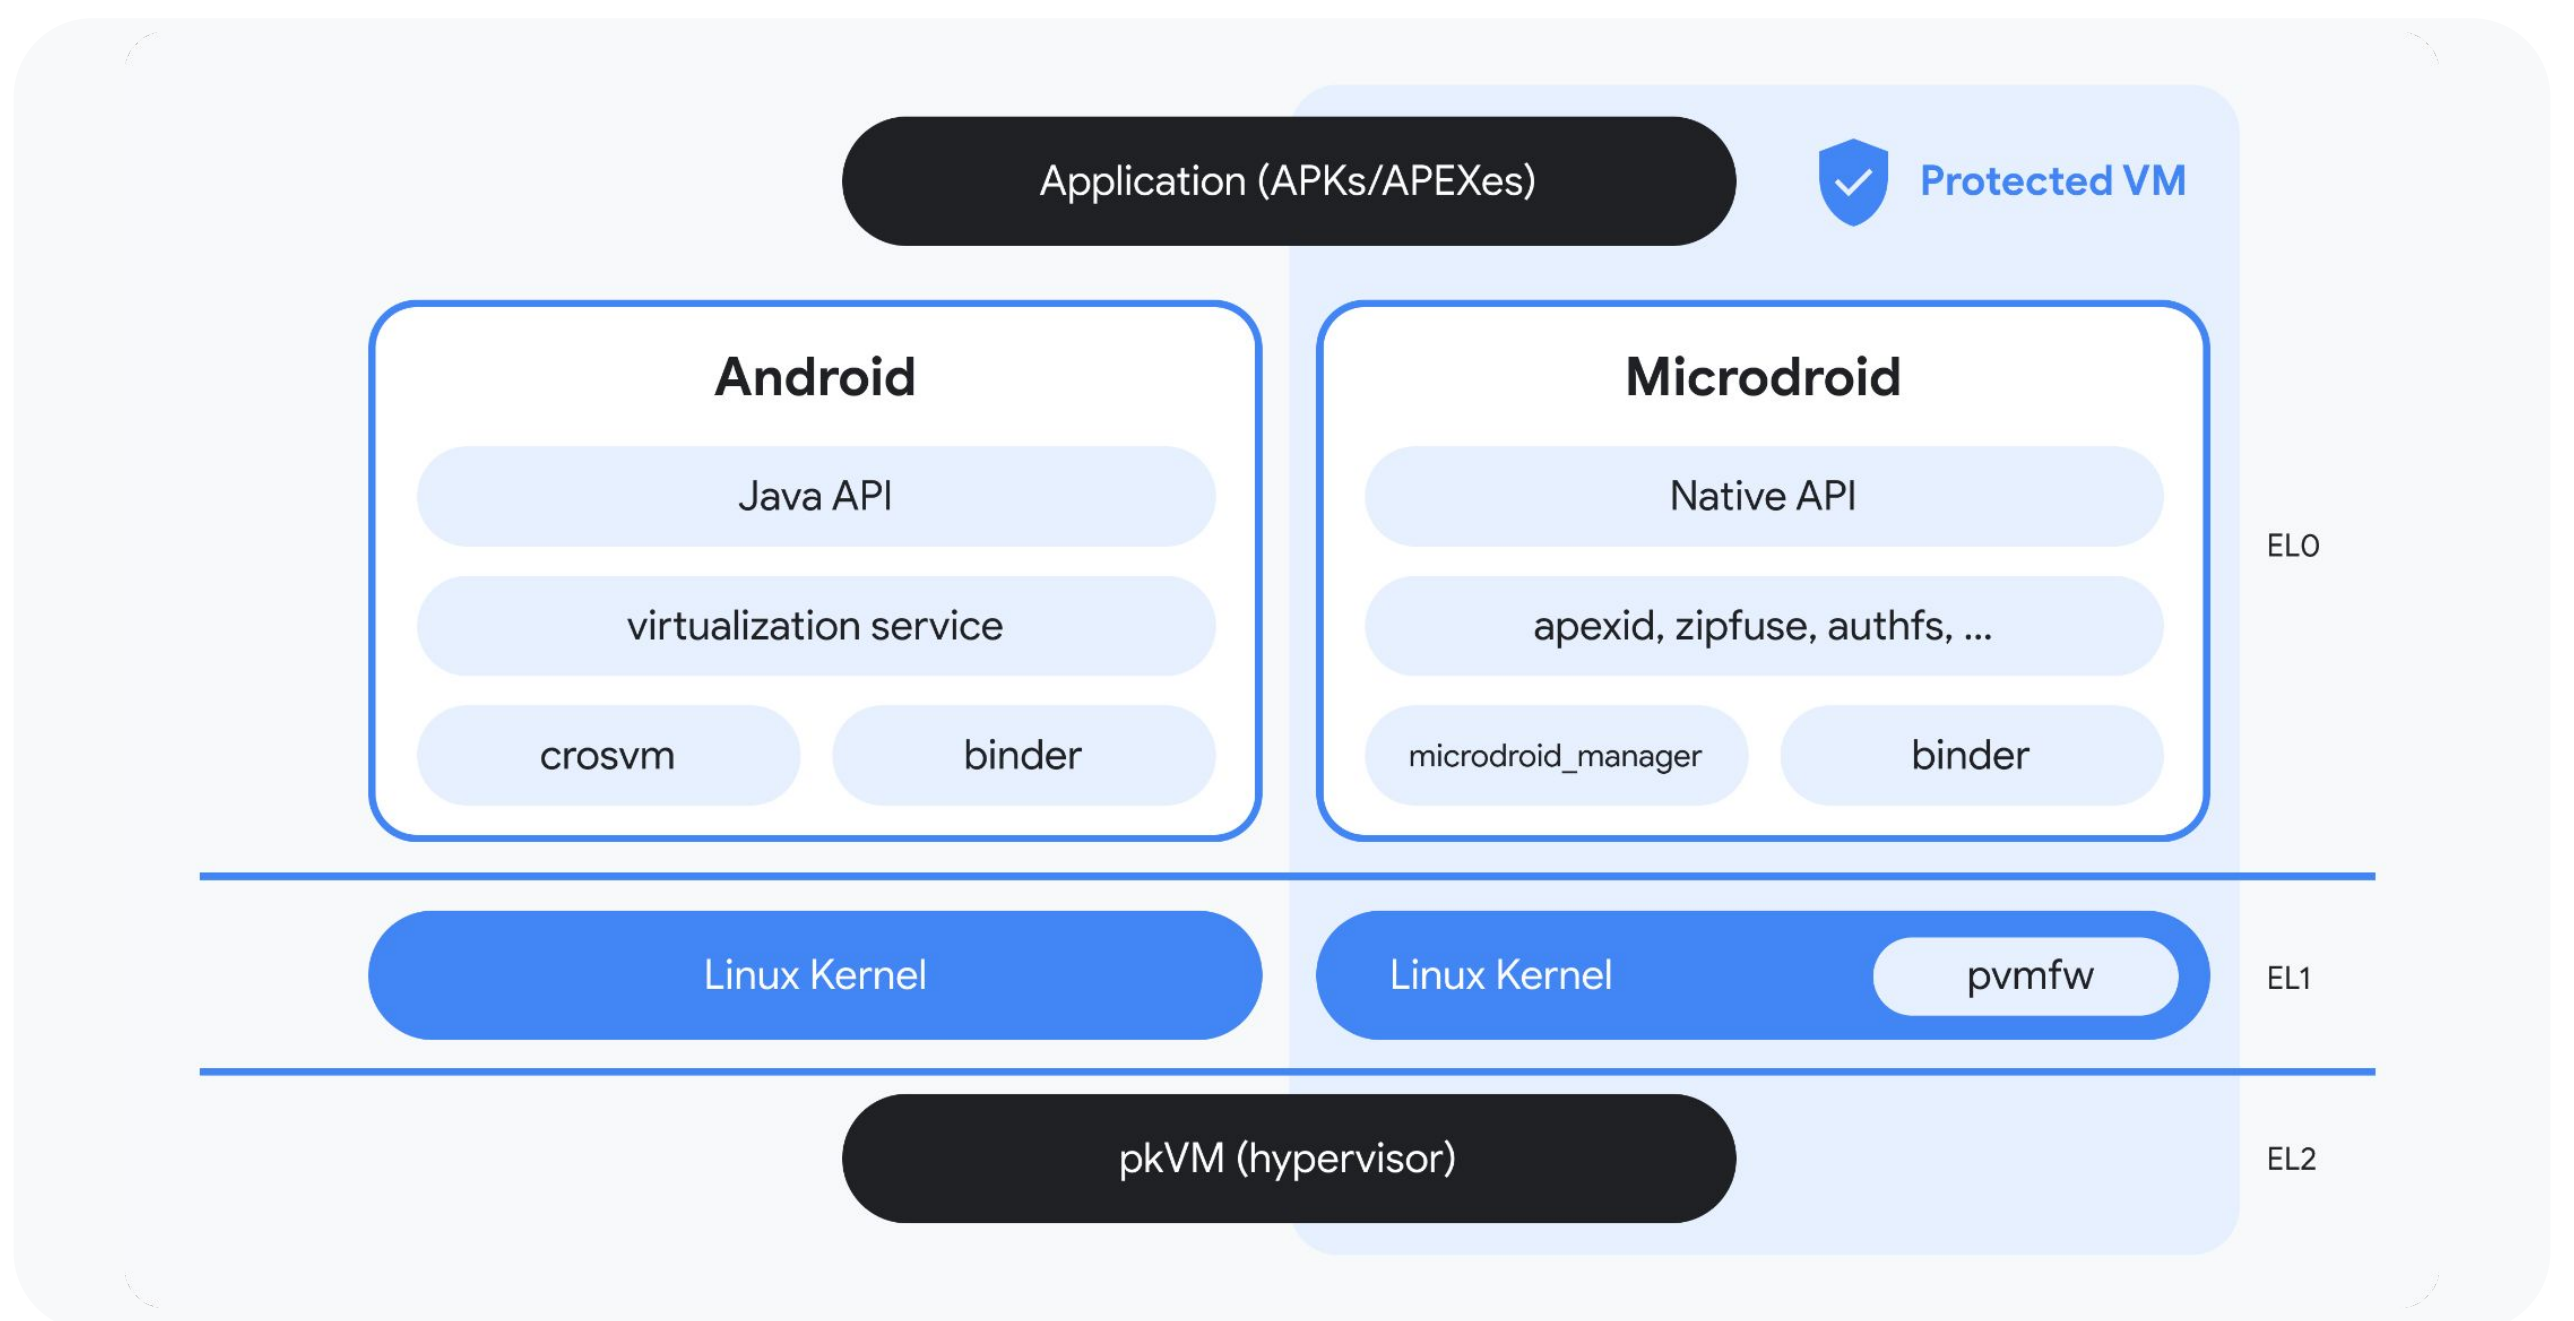 Application (APKs/APEXes)
Protected VM
Android
Java API
virtualization service
crosvm
binder
Microdroid
Native API
apexid, zipfuse, authfs, ...
microdroid_manager
binder
EL0
Linux Kernel
Linux Kernel
pvmfw
EL1
pkVM (hypervisor)
EL2